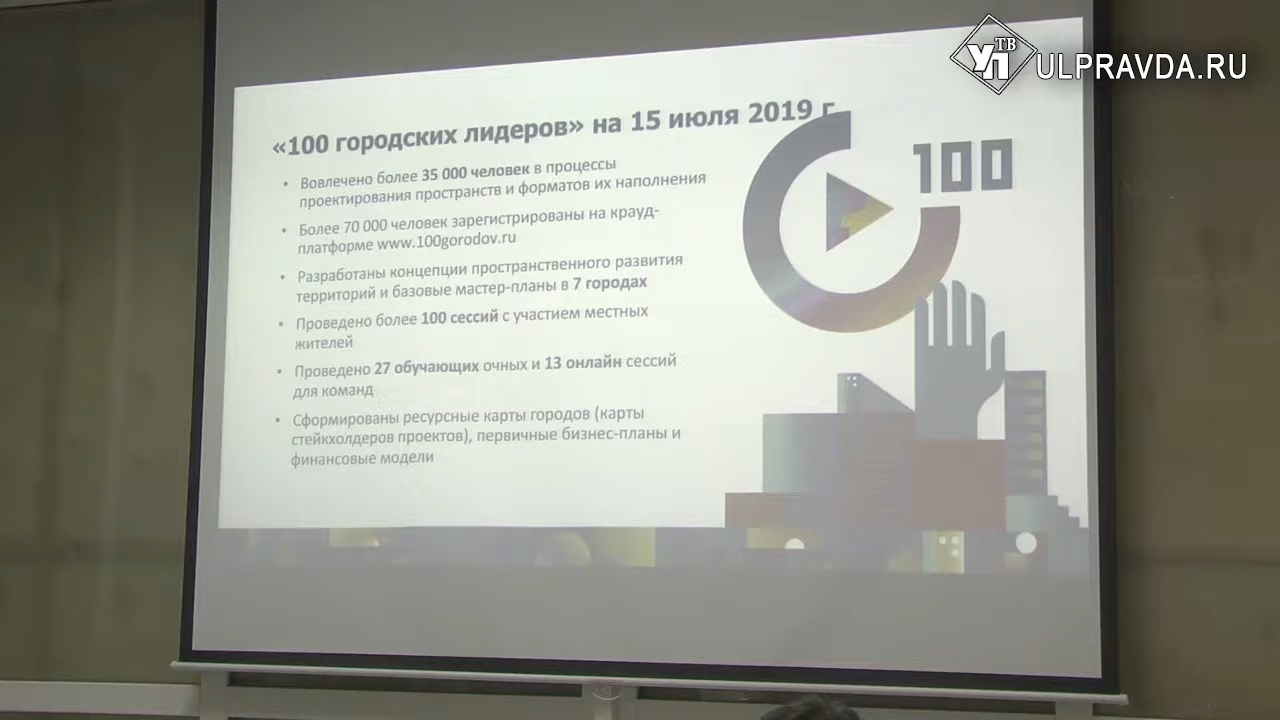 УП
ТВ
ULPRAVDA.RU
«100 городских лидеров» на 15 июля 2019 г.
100
• Вовлечено более 35 000 человек в процессы
проектирования пространств и форматов их наполнения
• Более 70 000 человек зарегистрированы на крауд-
платформе www.100gorodov.ru
• Разработаны концепции пространственного развития
территорий и базовые мастер-планы в 7 городах
• Проведено более 100 сессий с участием местных
жителей
• Проведено 27 обучающих очных и 13 онлайн сессий
для команд
• Сформированы ресурсные карты городов (карты
стейкхолдеров проектов), первичные бизнес-планы и
финансовые модели